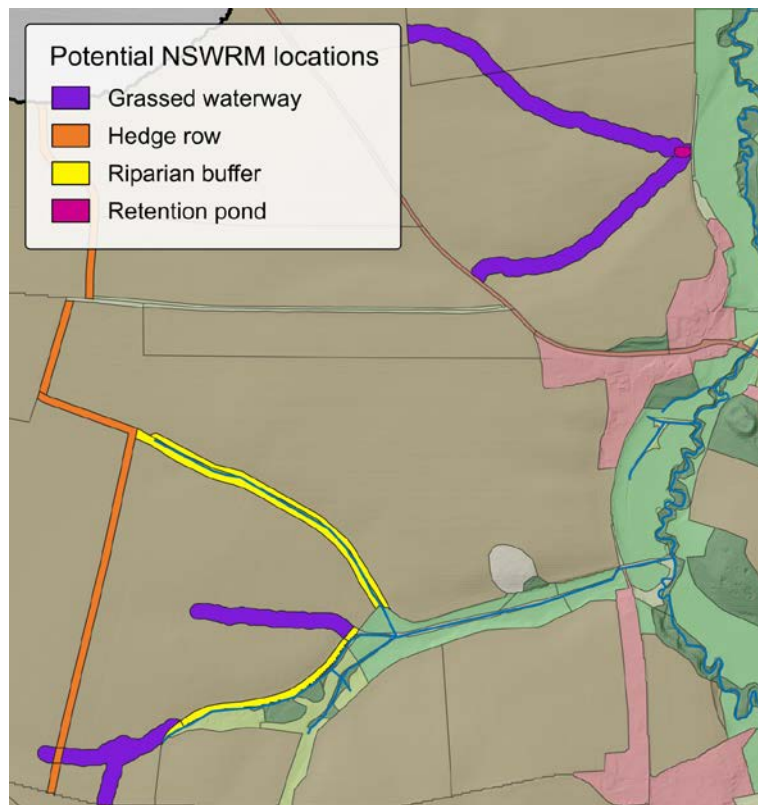 Potential NSWRM locations
Grassed waterway
Hedge row
Riparian buffer
Retention pond